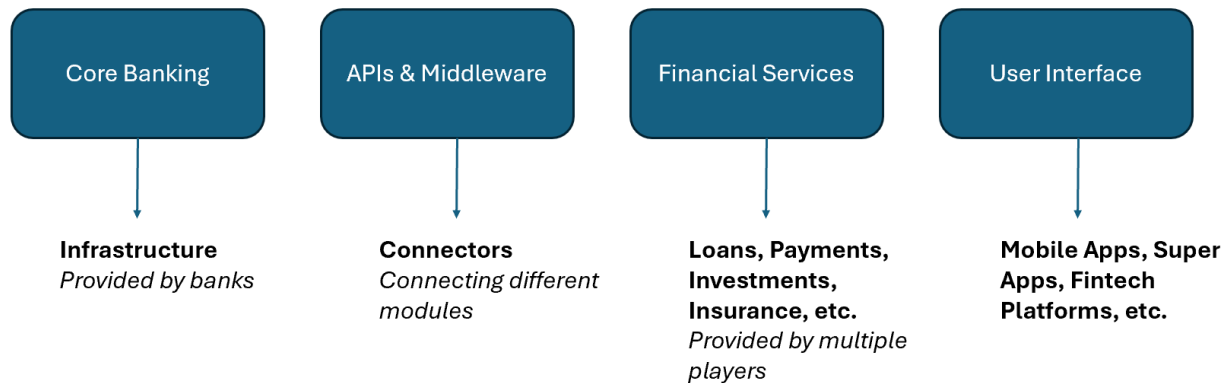 Core Banking
APIs & Middleware
Financial Services
User Interface
Infrastructure
Provided by banks
Connectors
Connecting different
modules
Loans, Payments,
Investments,
Insurance, etc.
Provided by multiple
players
Mobile Apps, Super
Apps, Fintech
Platforms, etc.